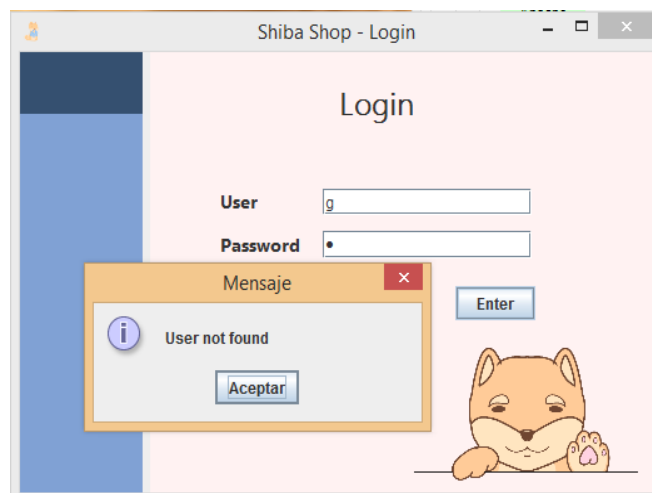 Shiba Shop - Login
Login
User g
Password •
Mensaje
Enter
User not found
Aceptar